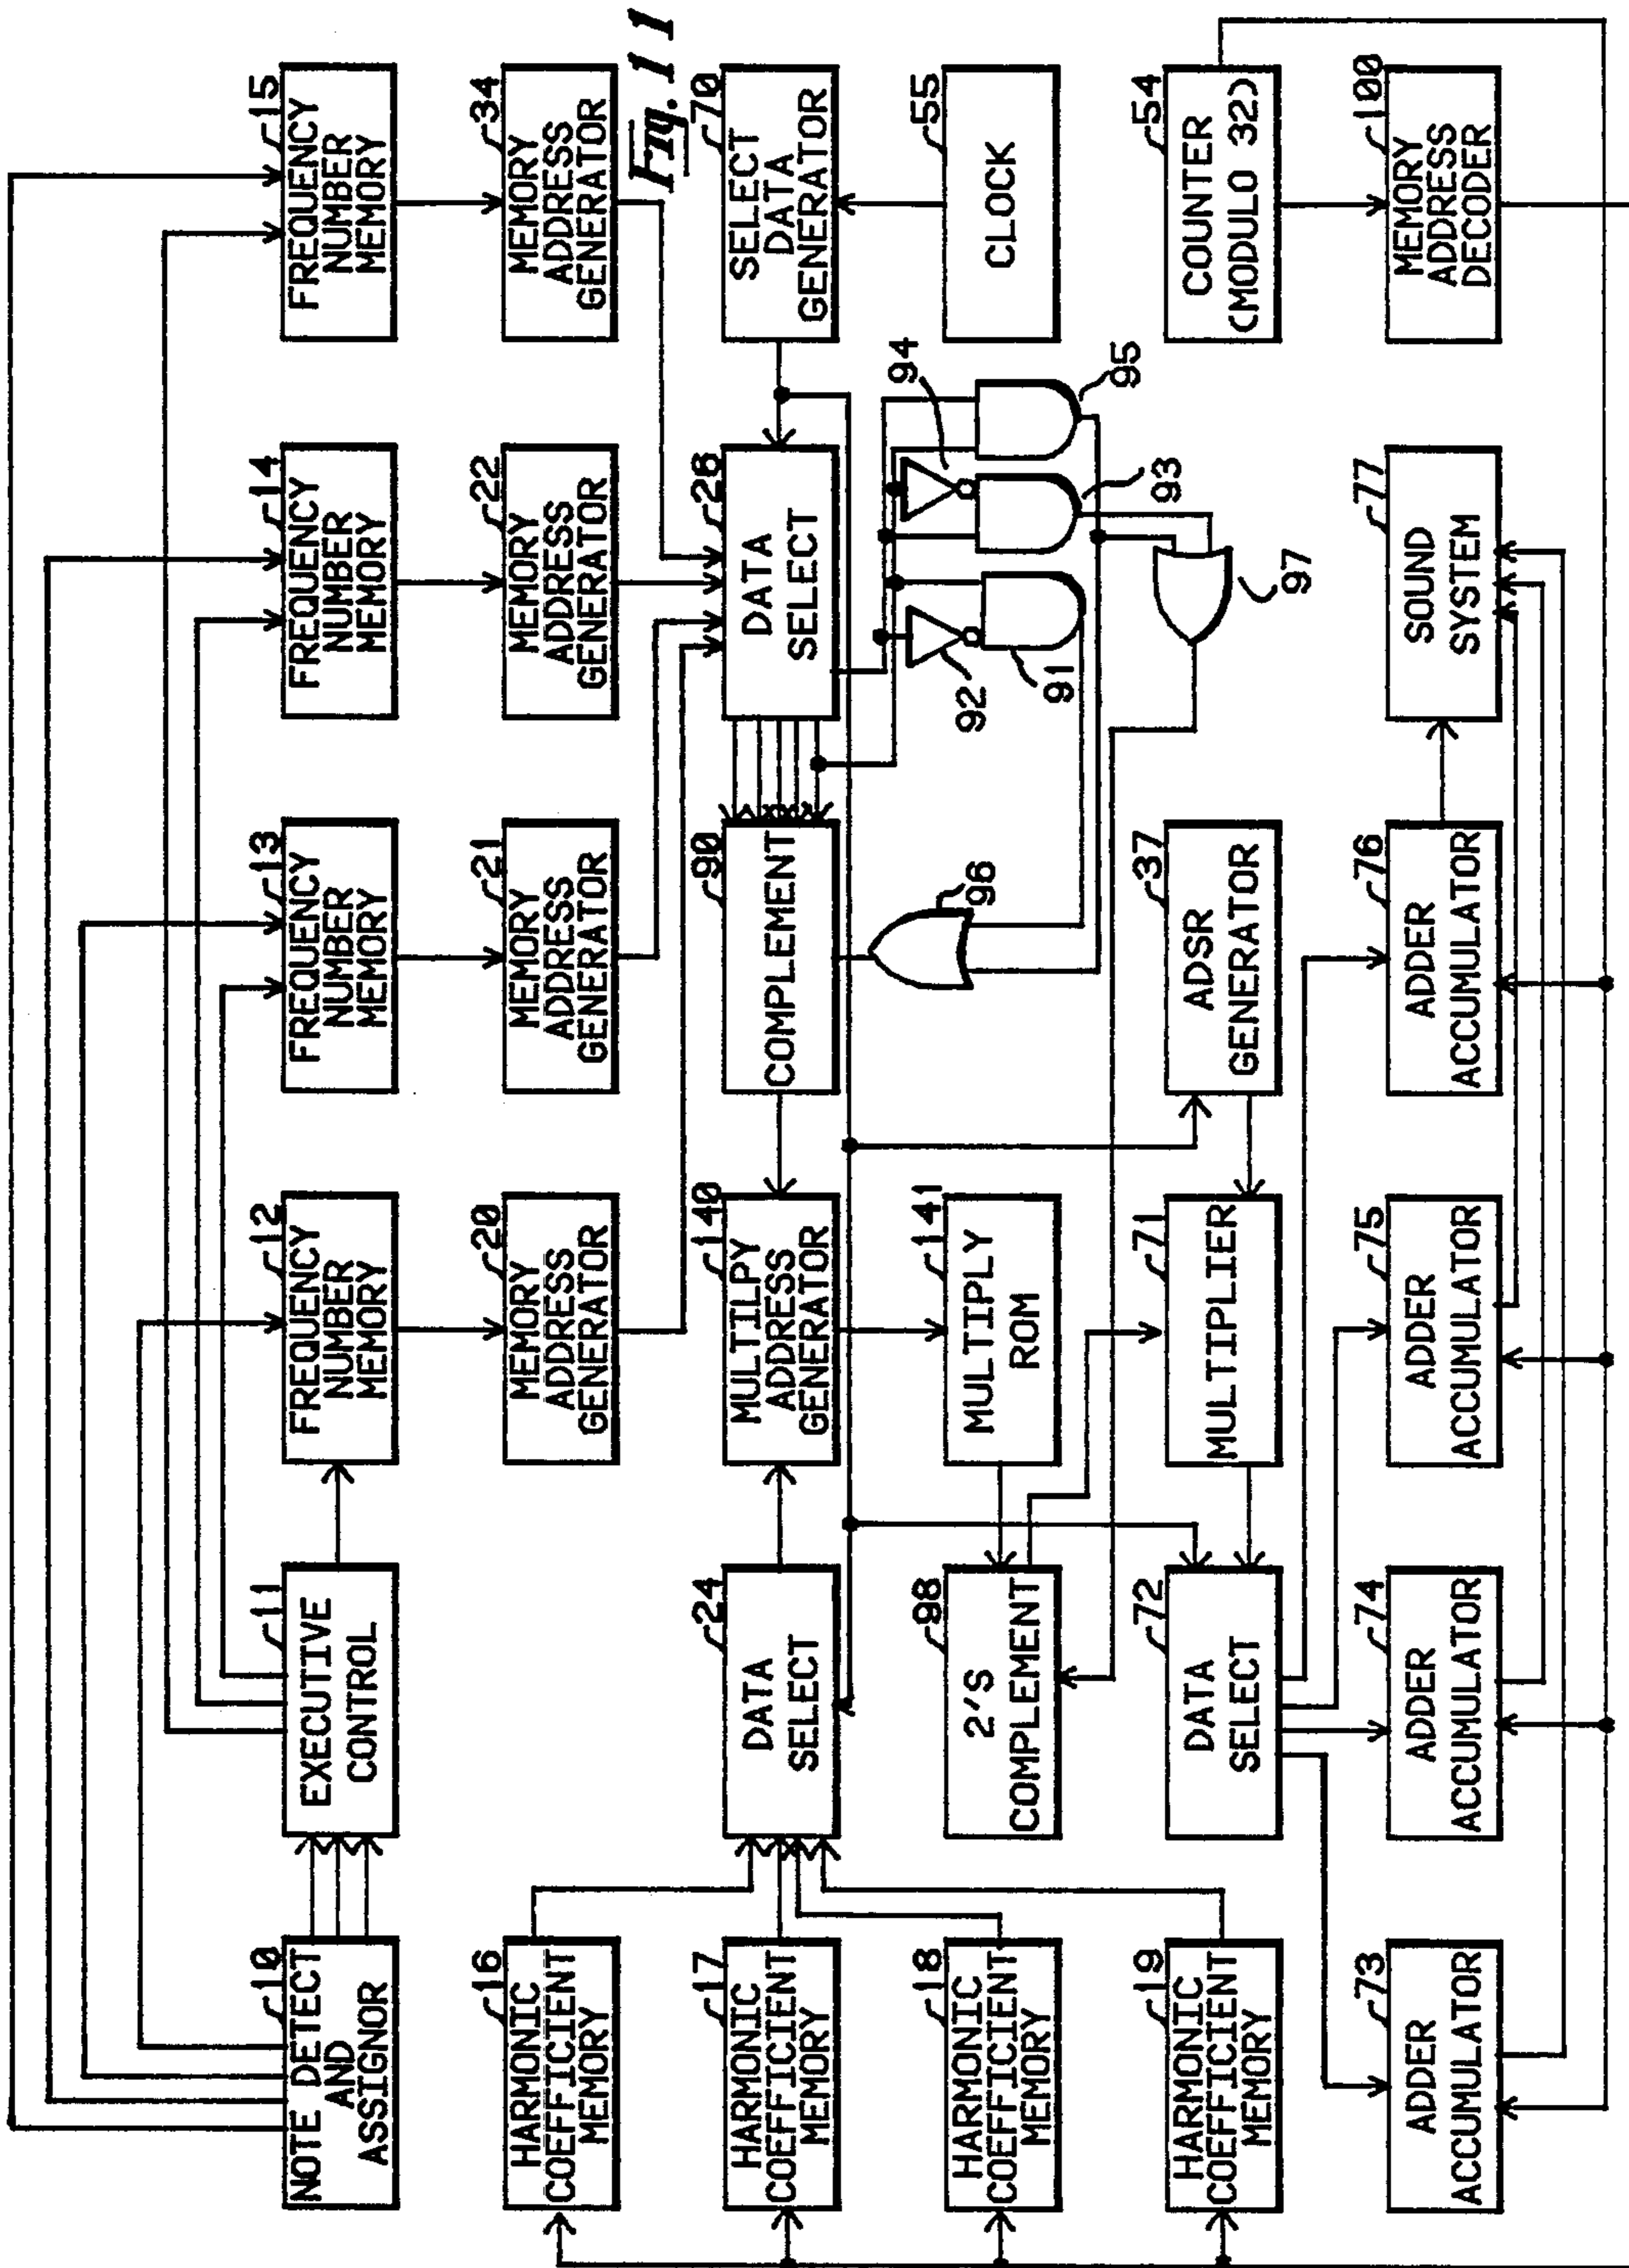 10
NOTE DETECT
AND
ASSIGNOR
11
EXECUTIVE
CONTROL
12
FREQUENCY
NUMBER
MEMORY
13
FREQUENCY
NUMBER
MEMORY
14
FREQUENCY
NUMBER
MEMORY
15
FREQUENCY
NUMBER
MEMORY
16
HARMONIC
COEFFICIENT
MEMORY
20
MEMORY
ADDRESS
GENERATOR
21
MEMORY
ADDRESS
GENERATOR
22
MEMORY
ADDRESS
GENERATOR
34
MEMORY
ADDRESS
GENERATOR
Fig. 11
17
HARMONIC
COEFFICIENT
MEMORY
24
DATA
SELECT
140
MULTILPY
ADDRESS
GENERATOR
90
COMPLEMENT
26
DATA
SELECT
70
SELECT
DATA
GENERATOR
18
HARMONIC
COEFFICIENT
MEMORY
98
2'S
COMPLEMENT
141
MULTIPLY
ROM
96
92
91
94
93
95
97
55
CLOCK
19
HARMONIC
COEFFICIENT
MEMORY
72
DATA
SELECT
71
MULTIPLIER
37
ADSR
GENERATOR
54
COUNTER
(MODULO 32)
73
ADDER
ACCUMULATOR
74
ADDER
ACCUMULATOR
75
ADDER
ACCUMULATOR
76
ADDER
ACCUMULATOR
77
SOUND
SYSTEM
100
MEMORY
ADDRESS
DECODER